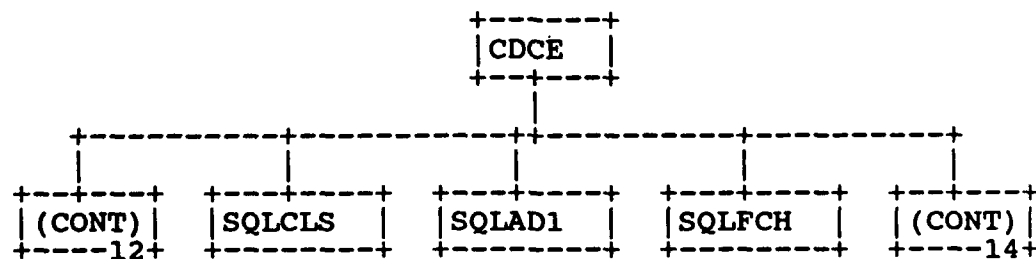 CDCE
(CONT) SQLCLS SQLAD1 SQLFCH (CONT)
12 14